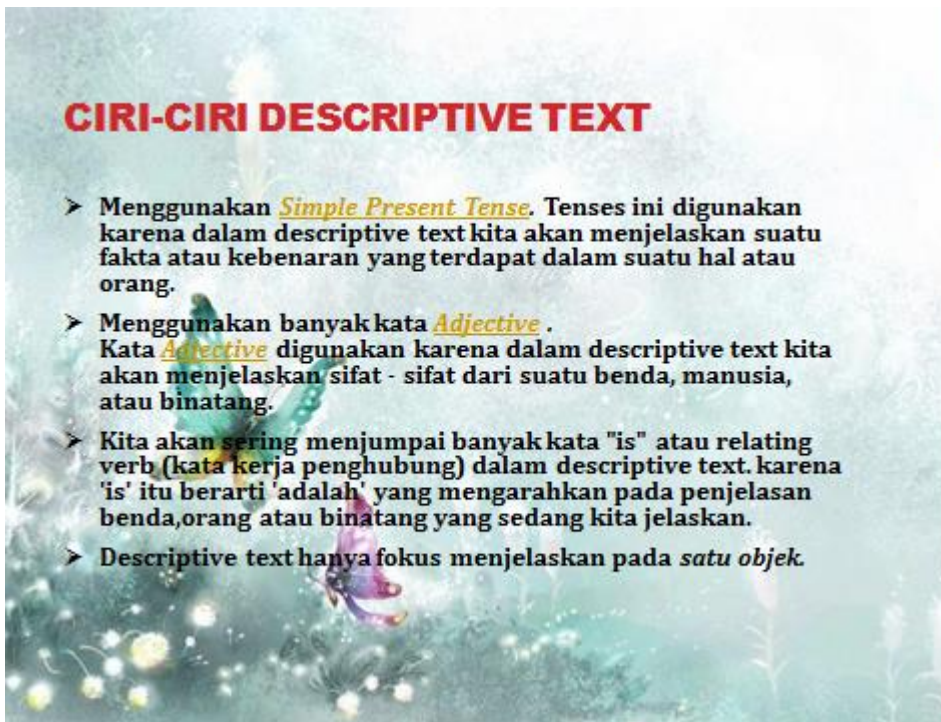 CIRI-CIRI DESCRIPTIVE TEXT
➢ Menggunakan Simple Present Tense. Tenses ini digunakan
karena dalam descriptive text kita akan menjelaskan suatu
fakta atau kebenaran yang terdapat dalam suatu hal atau
orang.
➢ Menggunakan banyak kata Adjective .
Kata Adjective digunakan karena dalam descriptive text kita
akan menjelaskan sifat - sifat dari suatu benda, manusia,
atau binatang.
➢ Kita akan sering menjumpai banyak kata "is" atau relating
verb (kata kerja penghubung) dalam descriptive text. karena
'is' itu berarti 'adalah' yang mengarahkan pada penjelasan
benda,orang atau binatang yang sedang kita jelaskan.
➢ Descriptive text hanya fokus menjelaskan pada satu objek.